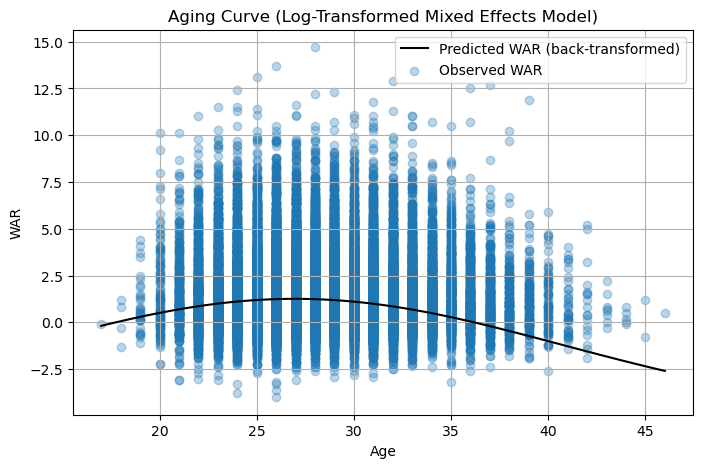 Aging Curve (Log-Transformed Mixed Effects Model)
Predicted WAR (back-transformed)
Observed WAR
15.0
12.5
10.0
7.5
5.0
2.5
0.0
−2.5
WAR
20 25 30 35 40 45
Age